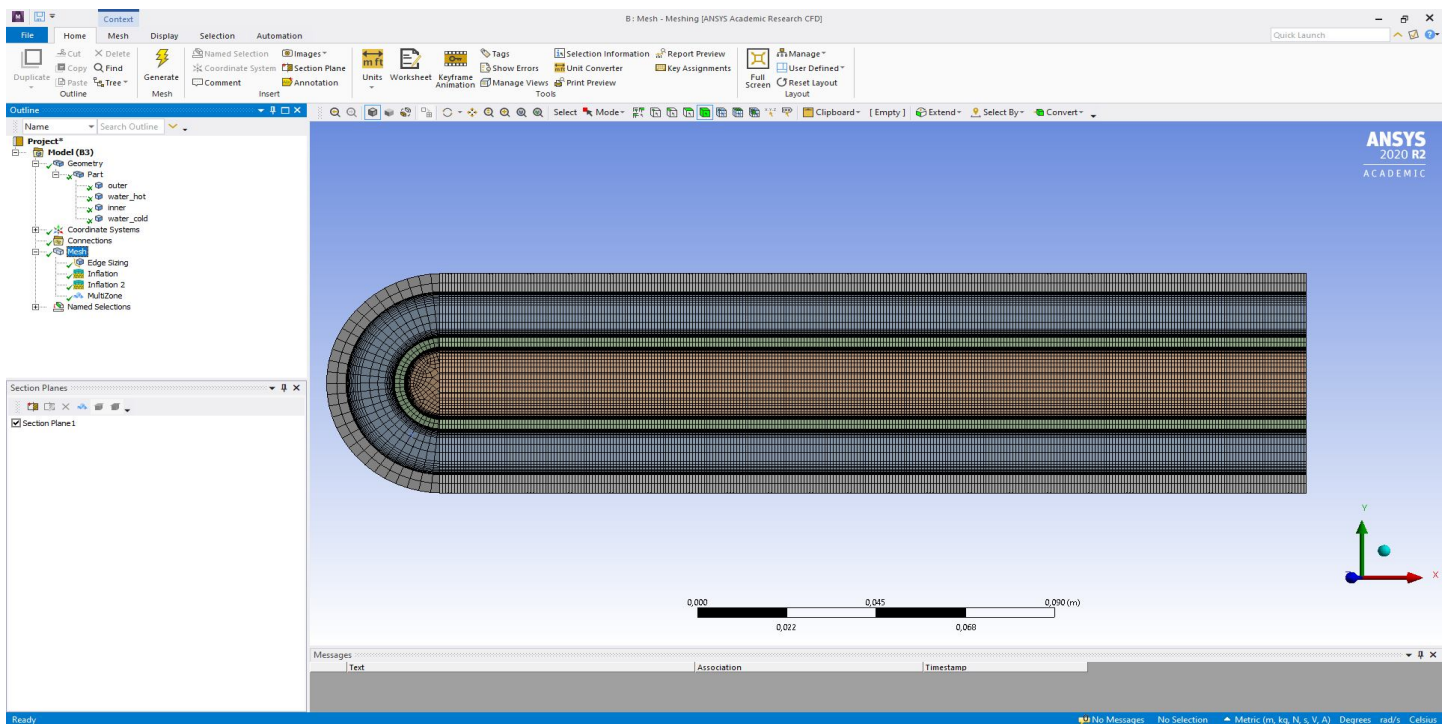 M
Context
B : Mesh - Meshing [ANSYS Academic Research CFD]
File Home Mesh Display Selection Automation
Quick Launch
Duplicate
Cut
Copy
Paste
Delete
Find
Tree
Outline
Generate
Mesh
Named Selection
Coordinate System
Comment
Images
Section Plane
Annotation
Insert
m ft
Units
Worksheet
Keyframe
Animation
Tags
Show Errors
Manage Views
Selection Information
Unit Converter
Print Preview
Report Preview
Key Assignments
Tools
Full
Screen
Manage
User Defined
Reset Layout
Layout
Outline
Select Mode Clipboard [ Empty ] Extend Select By Convert
Name Search Outline
Project*
Model (B3)
Geometry
Part
outer
water_hot
inner
water_cold
Coordinate Systems
Connections
Mesh
Edge Sizing
Inflation
Inflation 2
MultiZone
Named Selections
Section Planes
Section Plane1
ANSYS
2020 R2
ACADEMIC
Y
X
0,000 0,045 0,090 (m)
0,022 0,068
Messages
Text Association Timestamp
Ready
No Messages No Selection Metric (m, kg, N, s, V, A) Degrees rad/s Celsius